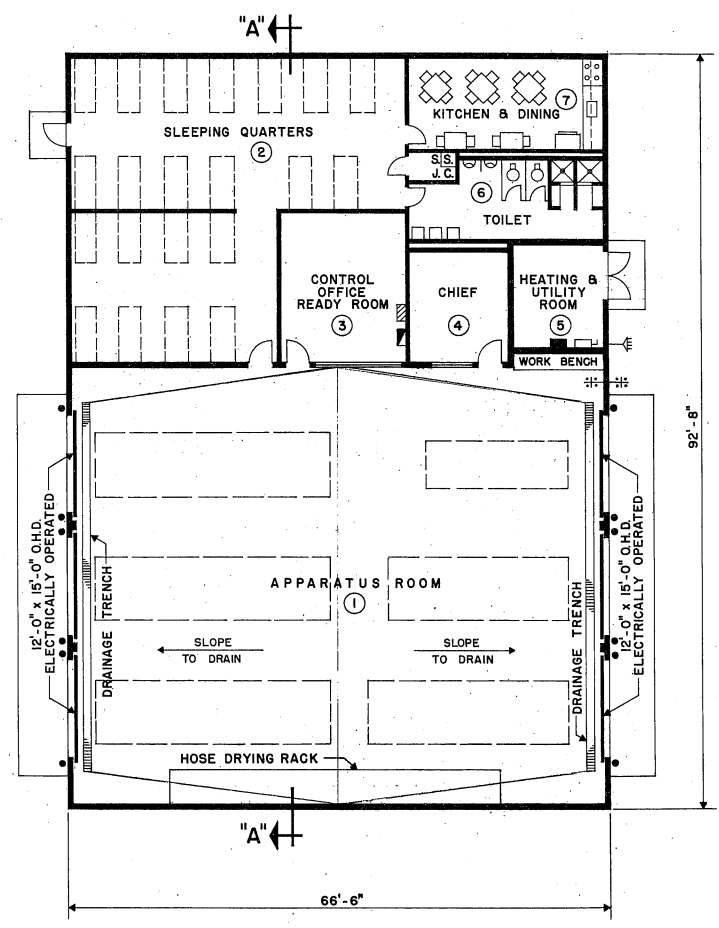 "A"
SLEEPING QUARTERS
2
7
KITCHEN & DINING
S. S.
J. C.
6
TOILET
CONTROL
OFFICE
READY ROOM
3
CHIEF
4
HEATING &
UTILITY
ROOM
5
WORK BENCH
92'-8"
12'-0" x 15'-0" O.H.D.
ELECTRICALLY OPERATED
DRAINAGE TRENCH
APPARATUS ROOM
1
SLOPE
TO DRAIN
SLOPE
TO DRAIN
DRAINAGE TRENCH
12'-0" x 15'-0" O.H.D.
ELECTRICALLY OPERATED
HOSE DRYING RACK
"A"
66'-6"